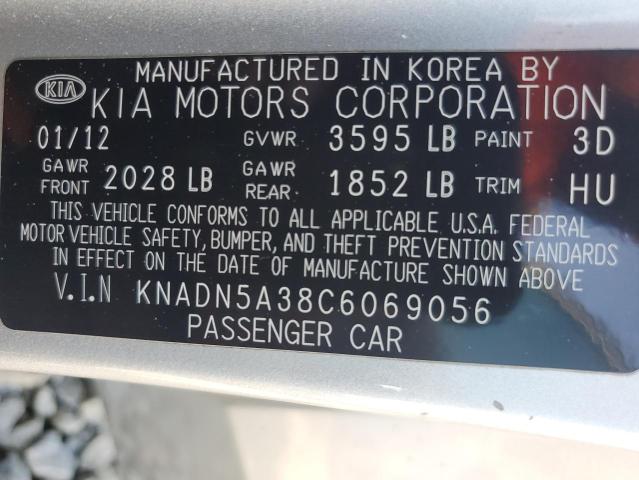 MANUFACTURED IN KOREA BY
KIA KIA MOTORS CORPORATION
01/12 GVWR 3595 LB PAINT 3D
GAWR FRONT 2028 LB GAWR REAR 1852 LB TRIM HU
THIS VEHICLE CONFORMS TO ALL APPLICABLE U.S.A. FEDERAL
MOTOR VEHICLE SAFETY, BUMPER, AND THEFT PREVENTION STANDARDS
IN EFFECT ON THE DATE OF MANUFACTURE SHOWN ABOVE
V.I.N KNADN5A38C6069056
PASSENGER CAR